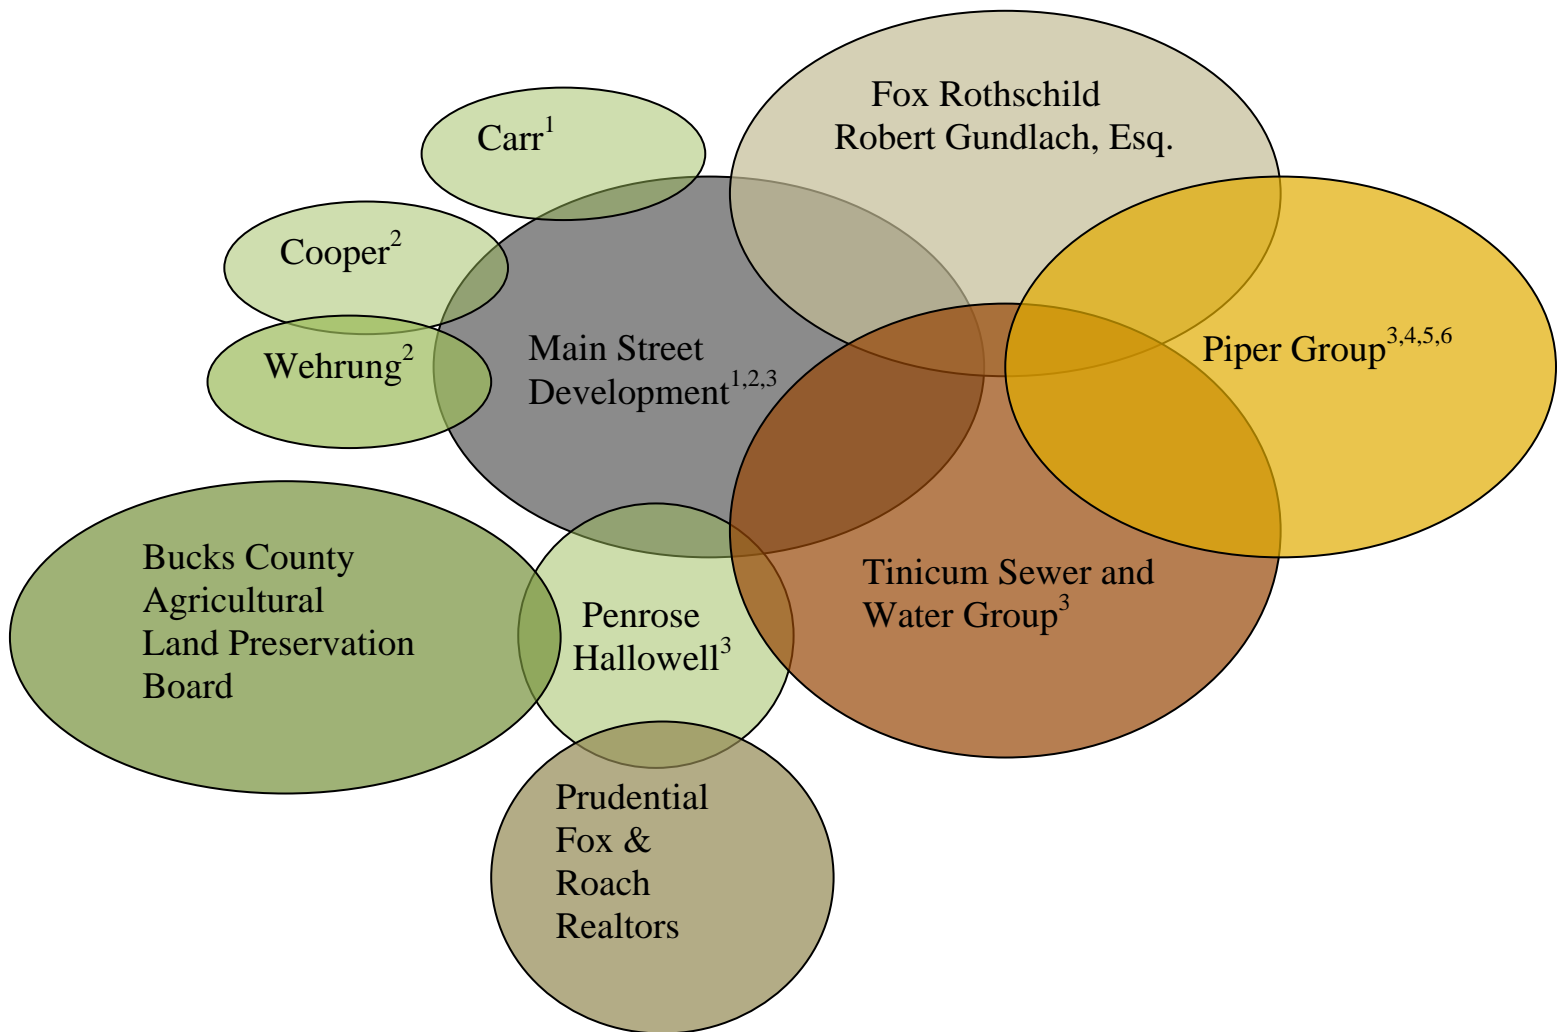 Fox Rothschild
Robert Gundlach, Esq.
Carr1
Cooper2
Wehrung2
Main Street
Development1,2,3
Piper Group3,4,5,6
Bucks County
Agricultural
Land Preservation
Board
Penrose
Hallowell3
Tinicum Sewer and
Water Group3
Prudential
Fox &
Roach
Realtors